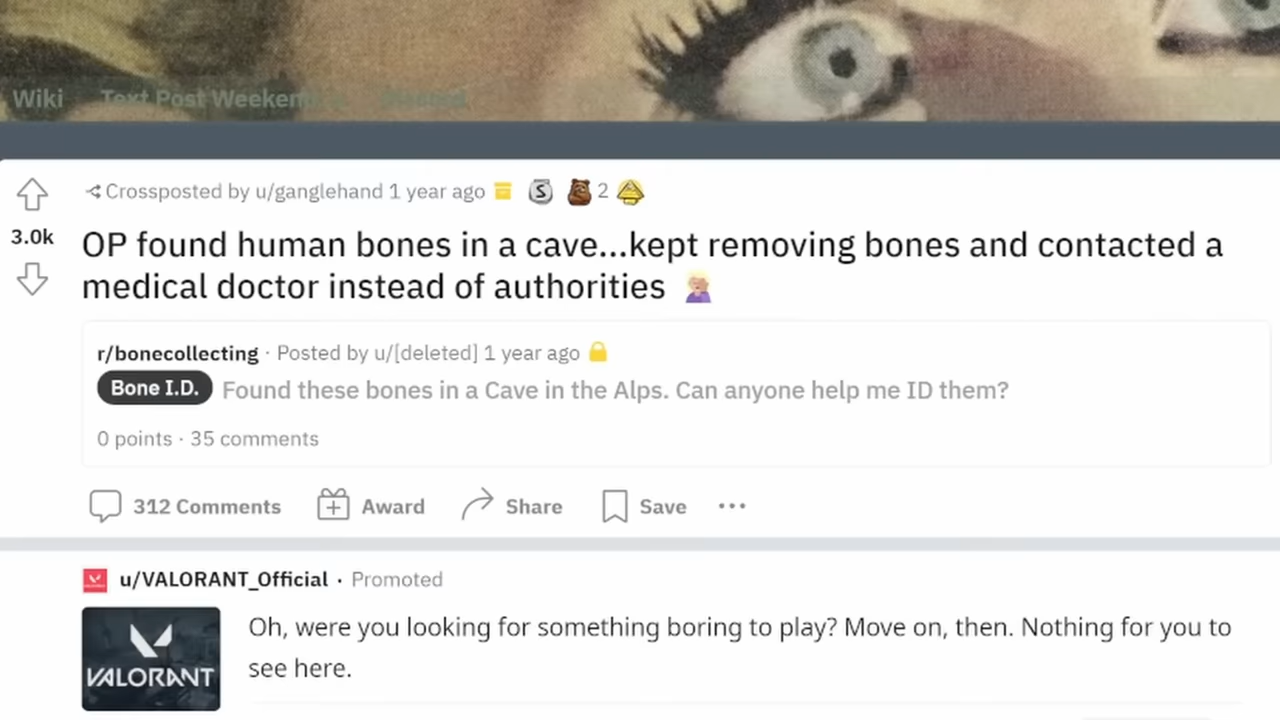 Wiki Text Post Weekend
Crossposted by u/ganglehand 1 year ago 2
3.0k
OP found human bones in a cave...kept removing bones and contacted a
medical doctor instead of authorities
r/bonecollecting · Posted by u/[deleted] 1 year ago
Bone I.D. Found these bones in a Cave in the Alps. Can anyone help me ID them?
0 points · 35 comments
312 Comments Award Share Save ...
u/VALORANT_Official · Promoted
Oh, were you looking for something boring to play? Move on, then. Nothing for you to
see here.
VALORANT